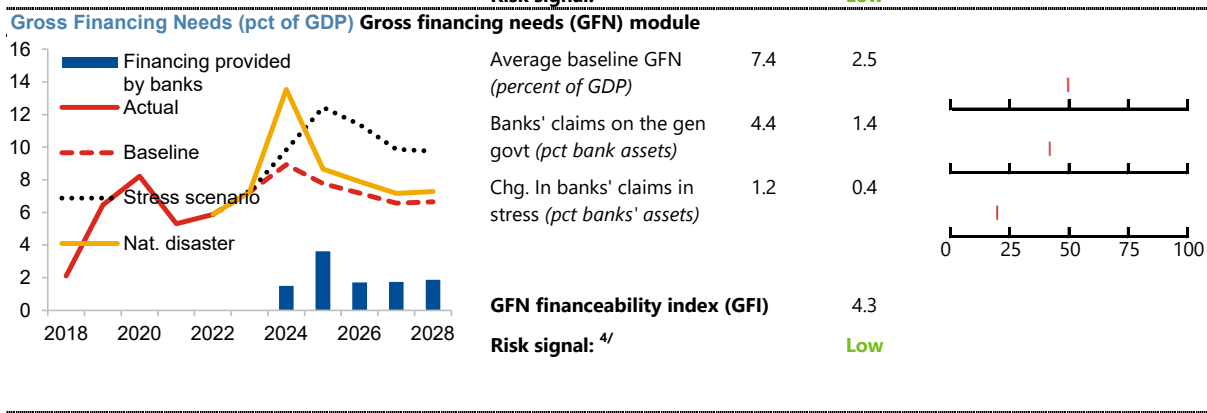 Risk signal: Low
Gross Financing Needs (pct of GDP) Gross financing needs (GFN) module
16
14
12
10
8
6
4
2
0
Financing provided
by banks
Actual
Baseline
Stress scenario
Nat. disaster
2018 2020 2022 2024 2026 2028
Average baseline GFN 7.4 2.5
(percent of GDP)
Banks' claims on the gen 4.4 1.4
govt (pct bank assets)
Chg. In banks' claims in 1.2 0.4
stress (pct banks' assets)
0 25 50 75 100
GFN financeability index (GFI) 4.3
Risk signal: 4/ Low